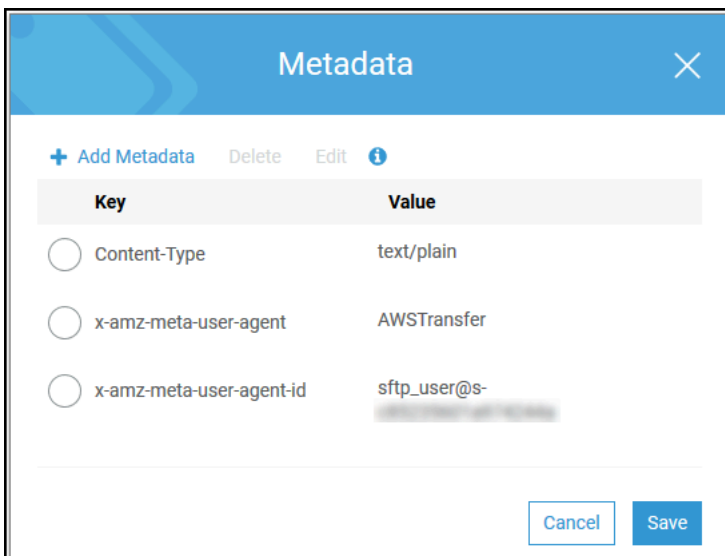 Metadata
Add Metadata Delete Edit
Key Value
Content-Type text/plain
x-amz-meta-user-agent AWSTransfer
x-amz-meta-user-agent-id sftp_user@s-
Cancel Save